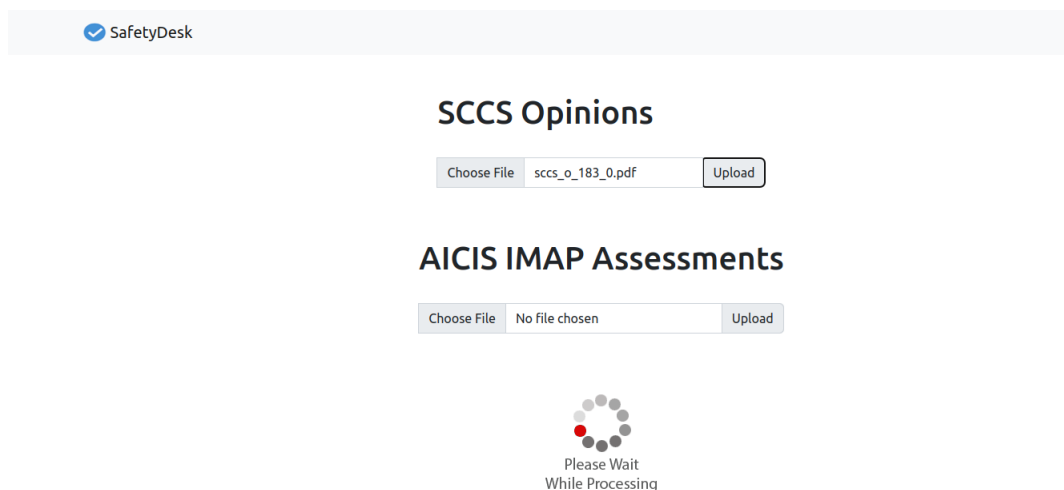 SafetyDesk
SCCS Opinions
Choose File sccs_o_183_0.pdf Upload
AICIS IMAP Assessments
Choose File No file chosen Upload
Please Wait
While Processing